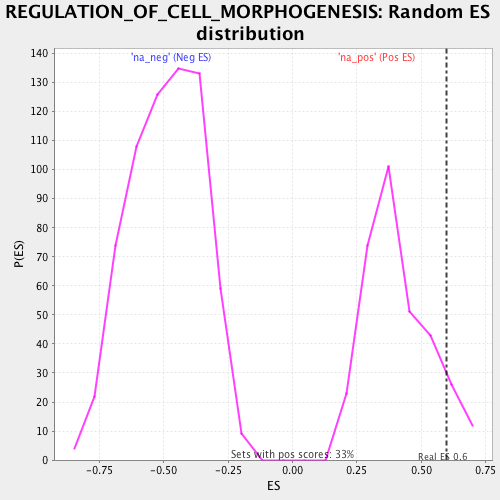 REGULATION_OF_CELL_MORPHOGENESIS: Random ES
distribution
'na_neg' (Neg ES)
'na_pos' (Pos ES)
140
130
120
110
100
90
80
70
60
50
40
30
20
10
0
P(ES)
Sets with pos scores: 33%
Real ES 0.6
-0.75
-0.50
-0.25
0.00
0.25
0.50
0.75
ES